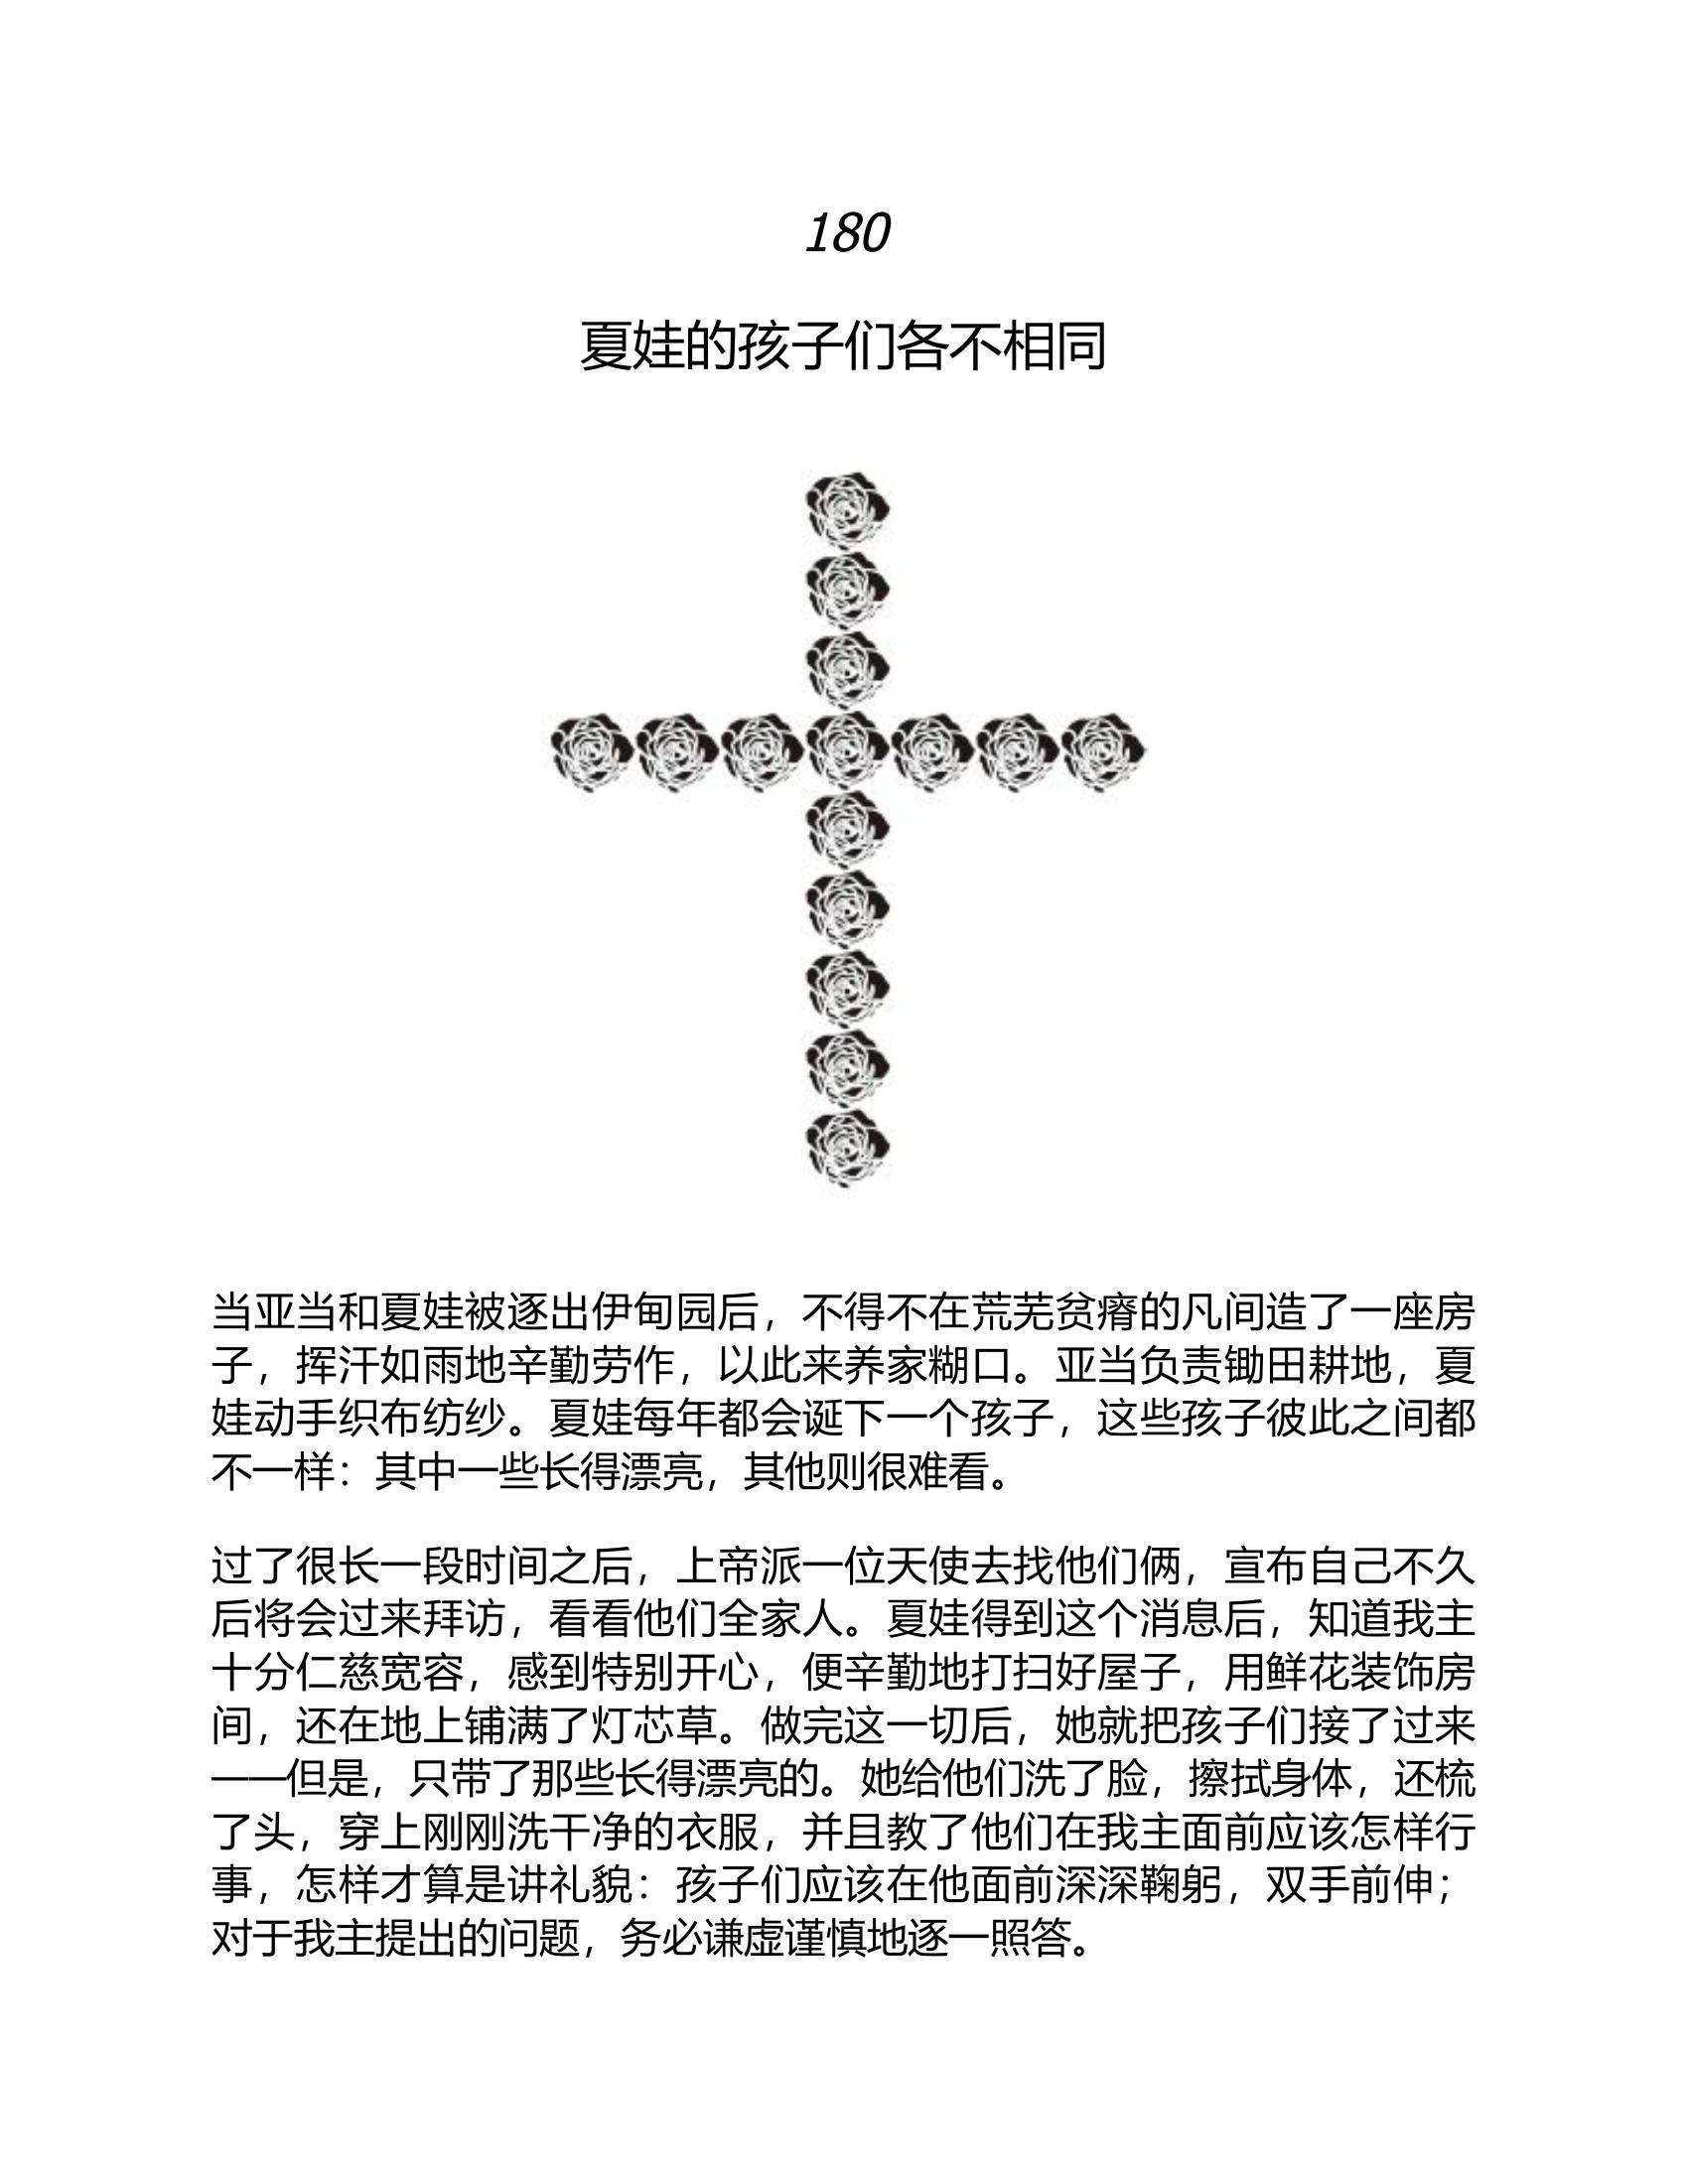 180
夏娃的孩子们各不相同
当亚当和夏娃被逐出伊甸园后，不得不在荒芜贫瘠的凡间造了一座房
子，挥汗如雨地辛勤劳作，以此来养家糊口。亚当负责锄田耕地，夏
娃动手织布纺纱。夏娃每年都会诞下一个孩子，这些孩子彼此之间都
不一样：其中一些长得漂亮，其他则很难看。
过了很长一段时间之后，上帝派一位天使去找他们俩，宣布自己不久
后将会过来拜访，看看他们全家人。夏娃得到这个消息后，知道我主
十分仁慈宽容，感到特别开心，便辛勤地打扫好屋子，用鲜花装饰房
间，还在地上铺满了灯芯草。做完这一切后，她就把孩子们接了过来
——但是，只带了那些长得漂亮的。她给他们洗了脸，擦拭身体，还梳
了头，穿上刚刚洗干净的衣服，并且教了他们在我主面前应该怎样行
事，怎样才算是讲礼貌：孩子们应该在他面前深深鞠躬，双手前伸；
对于我主提出的问题，务必谦虚谨慎地逐一照答。